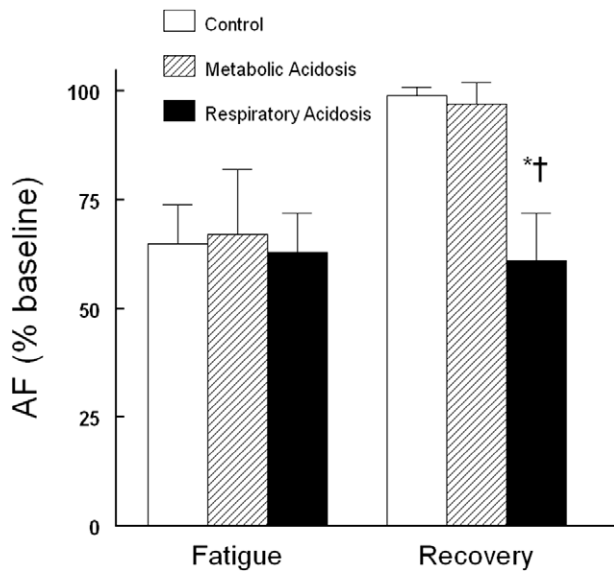 Control
Metabolic Acidosis
Respiratory Acidosis
AF (% baseline)
100
75
50
25
0
*†
Fatigue
Recovery